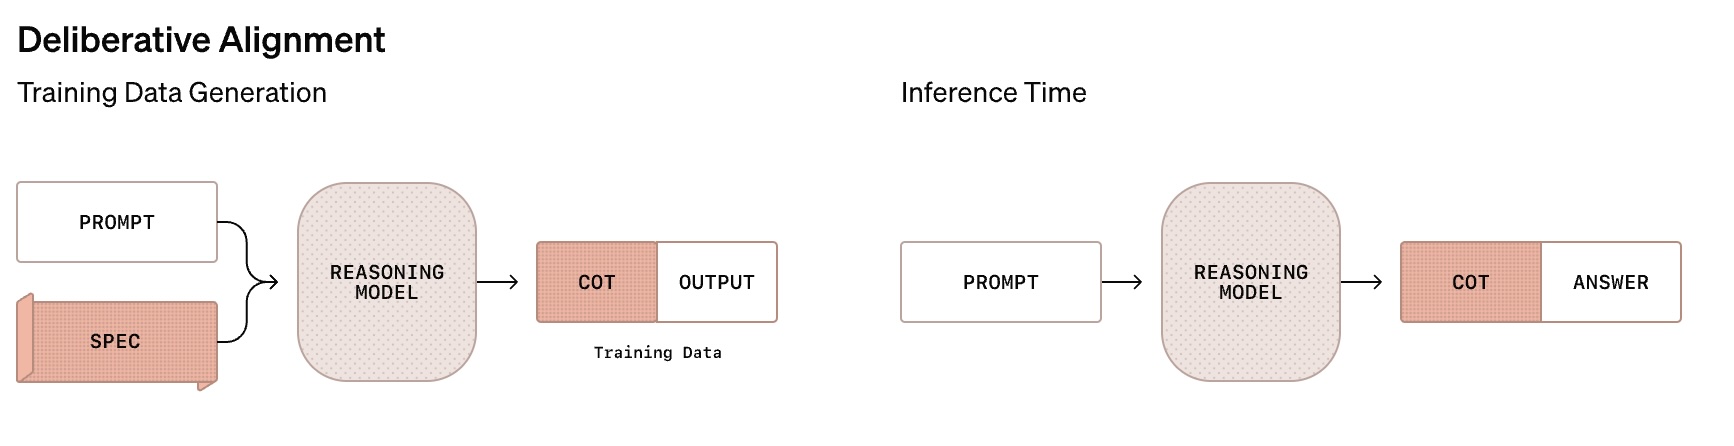 Deliberative Alignment
Training Data Generation
PROMPT
SPEC
REASONING
MODEL
COT
OUTPUT
Training Data
Inference Time
PROMPT
REASONING
MODEL
COT
ANSWER